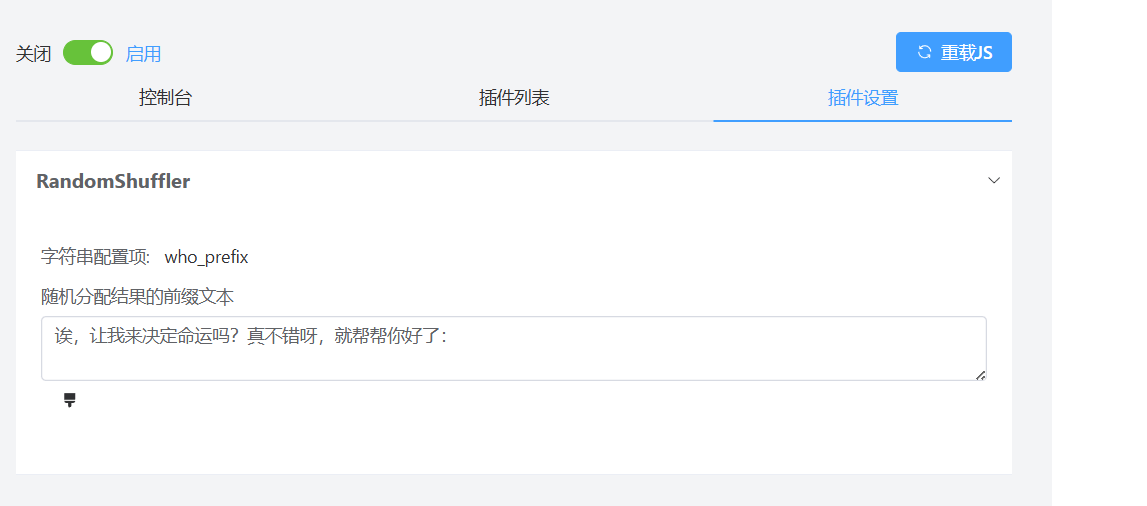 关闭 启用 重载JS
控制台 插件列表 插件设置
RandomShuffler
字符串配置项: who_prefix
随机分配结果的前缀文本
诶，让我来决定命运吗？真不错呀，就帮帮你好了：